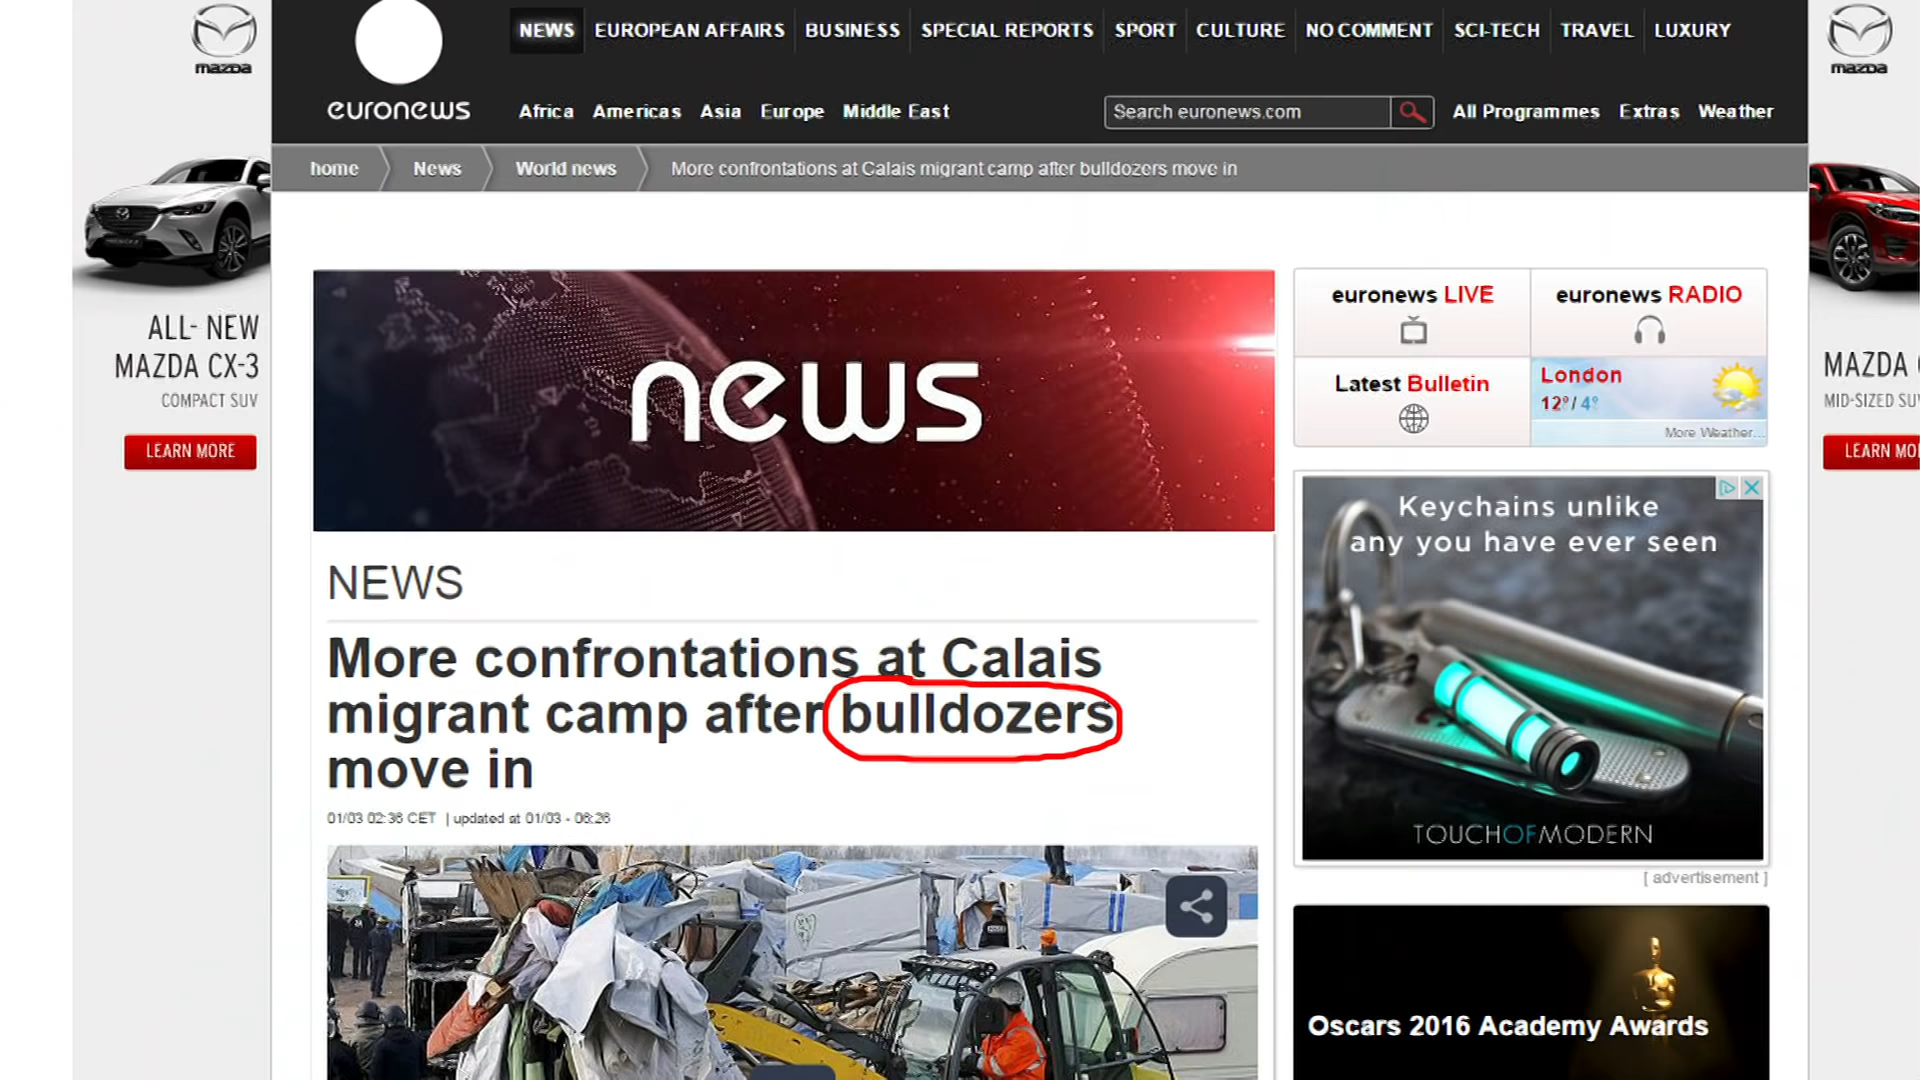 mazda
NEWS
EUROPEAN AFFAIRS
BUSINESS
SPECIAL REPORTS
SPORT
CULTURE
NO COMMENT
SCI-TECH
TRAVEL
LUXURY
mazda
euronews
Africa
Americas
Asia
Europe
Middle East
Search euronews.com
All Programmes
Extras
Weather
home
News
World news
More confrontations at Calais migrant camp after bulldozers move in
ALL- NEW
MAZDA CX-3
COMPACT SUV
LEARN MORE
news
euronews LIVE
euronews RADIO
Latest Bulletin
London
12°/ 4°
More Weather...
MAZDA
MID-SIZED
LEARN
Keychains unlike
any you have ever seen
TOUCHOFMODERN
[ advertisement ]
NEWS
More confrontations at Calais
migrant camp after bulldozers
move in
01/03 02:36 CET | updated at 01/03 - 06:26
Oscars 2016 Academy Awards